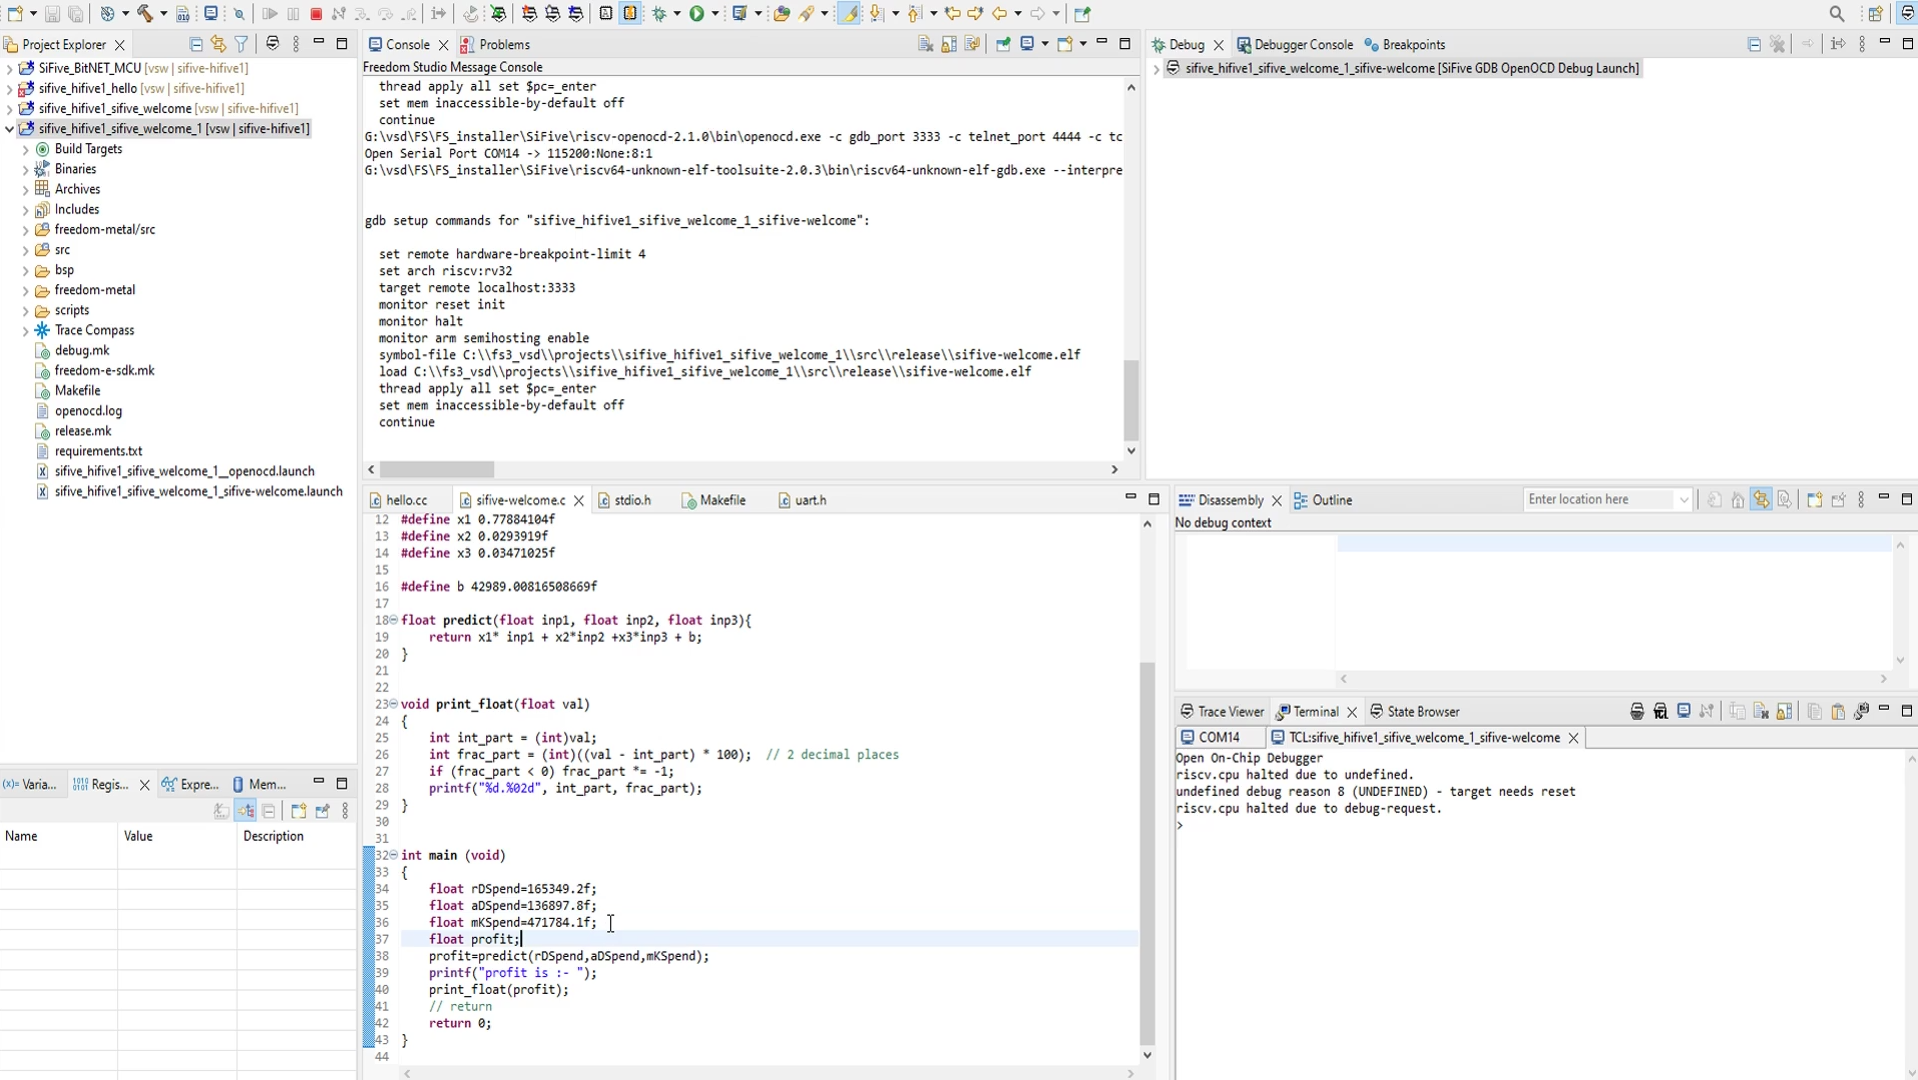 Project Explorer
SiFive_BitNET_MCU [vsw | sifive-hifive1]
sifive_hifive1_hello [vsw | sifive-hifive1]
sifive_hifive1_sifive_welcome [vsw | sifive-hifive1]
sifive_hifive1_sifive_welcome_1 [vsw | sifive-hifive1]
Build Targets
Binaries
Archives
Includes
freedom-metal/src
src
bsp
freedom-metal
scripts
Trace Compass
debug.mk
freedom-e-sdk.mk
Makefile
openocd.log
release.mk
requirements.txt
sifive_hifive1_sifive_welcome_1__openocd.launch
sifive_hifive1_sifive_welcome_1_sifive-welcome.launch
Varia... Regis... Expre... Mem...
Name Value Description
Console Problems
Freedom Studio Message Console
thread apply all set $pc=_enter
set mem inaccessible-by-default off
continue
G:\vsd\FS\FS_installer\SiFive\riscv-openocd-2.1.0\bin\openocd.exe -c gdb_port 3333 -c telnet_port 4444 -c tc
Open Serial Port COM14 -> 115200:None:8:1
G:\vsd\FS\FS_installer\SiFive\riscv64-unknown-elf-toolsuite-2.0.3\bin\riscv64-unknown-elf-gdb.exe --interpre
gdb setup commands for "sifive_hifive1_sifive_welcome_1_sifive-welcome":
set remote hardware-breakpoint-limit 4
set arch riscv:rv32
target remote localhost:3333
monitor reset init
monitor halt
monitor arm semihosting enable
symbol-file C:\\fs3_vsd\\projects\\sifive_hifive1_sifive_welcome_1\\src\\release\\sifive-welcome.elf
load C:\\fs3_vsd\\projects\\sifive_hifive1_sifive_welcome_1\\src\\release\\sifive-welcome.elf
thread apply all set $pc=_enter
set mem inaccessible-by-default off
continue
hello.cc sifive-welcome.c stdio.h Makefile uart.h
12 #define x1 0.77884104f
13 #define x2 0.0293919f
14 #define x3 0.03471025f
15
16 #define b 42989.00816508669f
17
18 float predict(float inp1, float inp2, float inp3){
19 return x1* inp1 + x2*inp2 +x3*inp3 + b;
20 }
21
22
23 void print_float(float val)
24 {
25 int int_part = (int)val;
26 int frac_part = (int)((val - int_part) * 100); // 2 decimal places
27 if (frac_part < 0) frac_part *= -1;
28 printf("%d.%02d", int_part, frac_part);
29 }
30
31
32 int main (void)
33 {
34 float rDSpend=165349.2f;
35 float aDSpend=136897.8f;
36 float mKSpend=471784.1f;
37 float profit;
38 profit=predict(rDSpend,aDSpend,mKSpend);
39 printf("profit is :- ");
40 print_float(profit);
41 // return
42 return 0;
43 }
44
Debug Debugger Console Breakpoints
sifive_hifive1_sifive_welcome_1_sifive-welcome [SiFive GDB OpenOCD Debug Launch]
Disassembly Outline Enter location here
No debug context
Trace Viewer Terminal State Browser
COM14 TCL:sifive_hifive1_sifive_welcome_1_sifive-welcome
Open On-Chip Debugger
riscv.cpu halted due to undefined.
undefined debug reason 8 (UNDEFINED) - target needs reset
riscv.cpu halted due to debug-request.
>